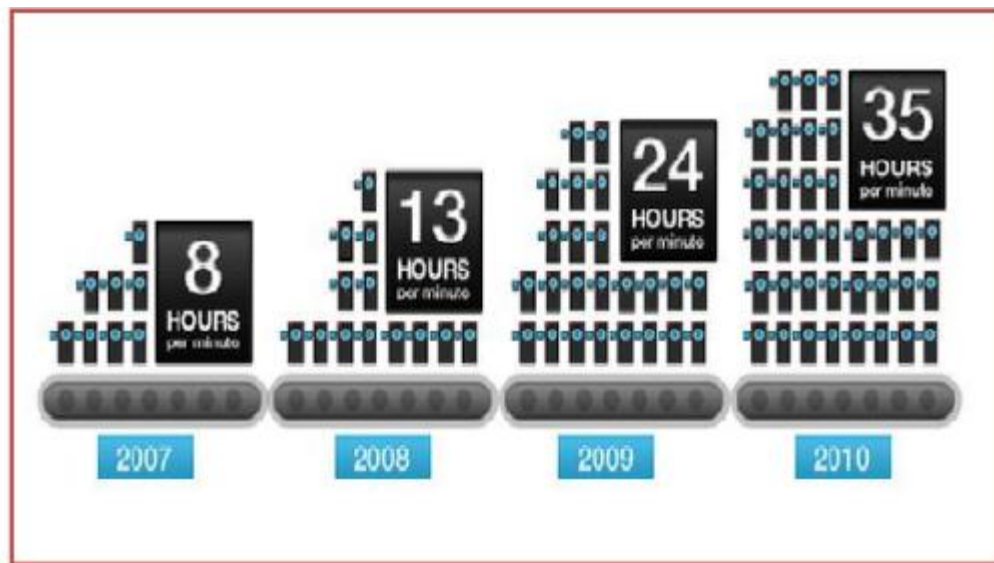 8
HOURS
per minute
2007
13
HOURS
per minute
2008
24
HOURS
per minute
2009
35
HOURS
per minute
2010